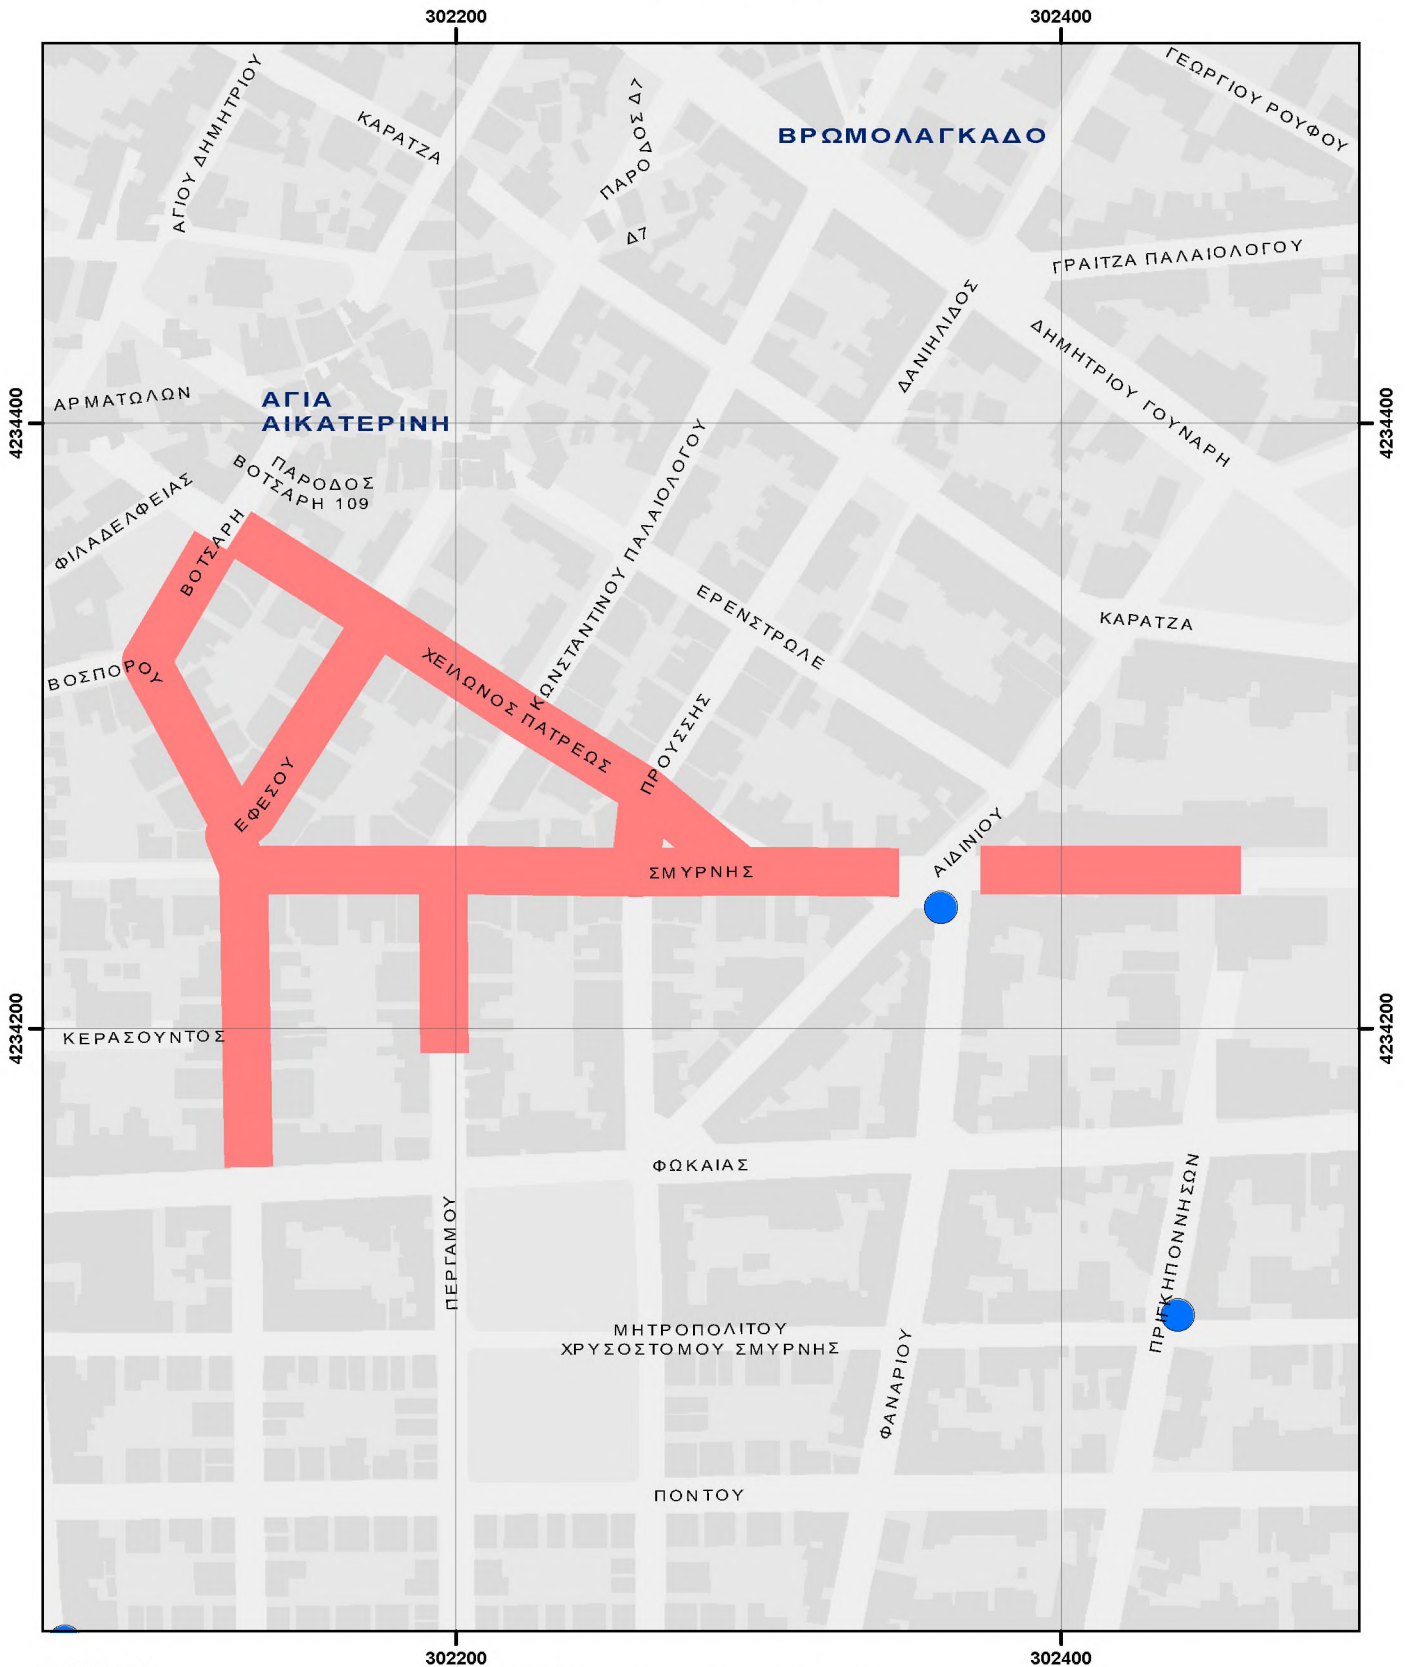 302200
302400
ΓΕΩΡΓΙΟΥ ΡΟΥΦΟΥ
ΑΓΙΟΥ ΔΗΜΗΤΡΙΟΥ
ΚΑΡΑΤΖΑ
ΠΑΡΟΔΟΣ Δ7
ΒΡΩΜΟΛΑΓΚΑΔΟ
Δ7
ΓΡΑΙΤΖΑ ΠΑΛΑΙΟΛΟΓΟΥ
ΔΑΝΙΗΛΙΔΟΣ
ΔΗΜΗΤΡΙΟΥ ΓΟΥΝΑΡΗ
ΑΡΜΑΤΩΛΩΝ
ΑΓΙΑ
ΑΙΚΑΤΕΡΙΝΗ
4234400
4234400
ΠΑΡΟΔΟΣ
ΒΟΤΣΑΡΗ 109
ΦΙΛΑΔΕΛΦΕΙΑΣ
ΒΟΤΣΑΡΗ
ΚΩΝΣΤΑΝΤΙΝΟΥ ΠΑΛΑΙΟΛΟΓΟΥ
ΕΡΕΝΣΤΡΩΛΕ
ΚΑΡΑΤΖΑ
ΒΟΣΠΟΡΟΥ
ΧΕΙΛΩΝΟΣ ΠΑΤΡΕΩΣ
ΠΡΟΥΣΣΗΣ
ΕΦΕΣΟΥ
ΑΙΔΙΝΙΟΥ
ΣΜΥΡΝΗΣ
4234200
4234200
ΚΕΡΑΣΟΥΝΤΟΣ
ΦΩΚΑΙΑΣ
ΠΕΡΓΑΜΟΥ
ΠΡΙΓΚΗΠΟΝΝΗΣΩΝ
ΜΗΤΡΟΠΟΛΙΤΟΥ
ΧΡΥΣΟΣΤΟΜΟΥ ΣΜΥΡΝΗΣ
ΦΑΝΑΡΙΟΥ
ΠΟΝΤΟΥ
302200
302400